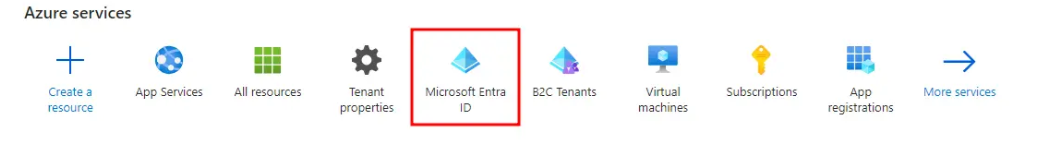 Azure services
Create a
resource
App Services
All resources
Tenant
properties
Microsoft Entra
ID
B2C Tenants
Virtual
machines
Subscriptions
App
registrations
More services